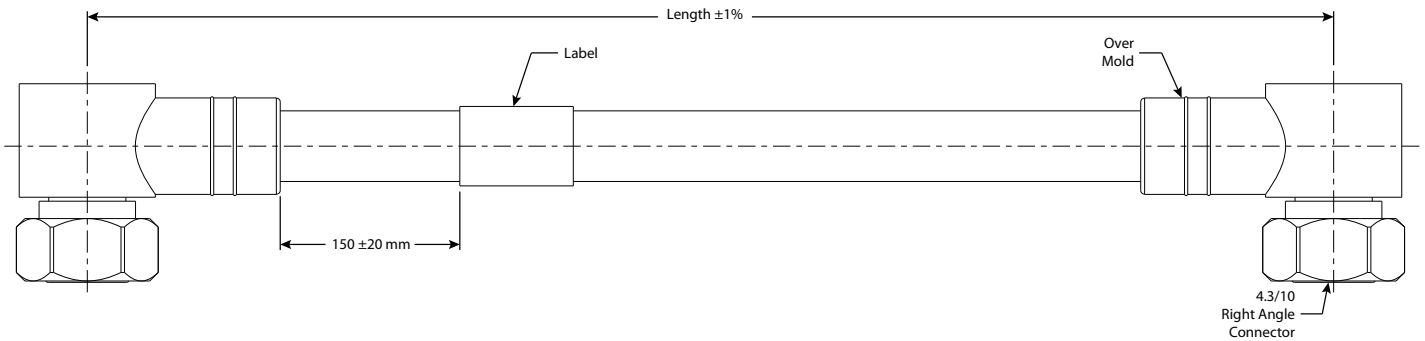 Length ±1%
Label
Over
Mold
150 ±20 mm
4.3/10
Right Angle
Connector